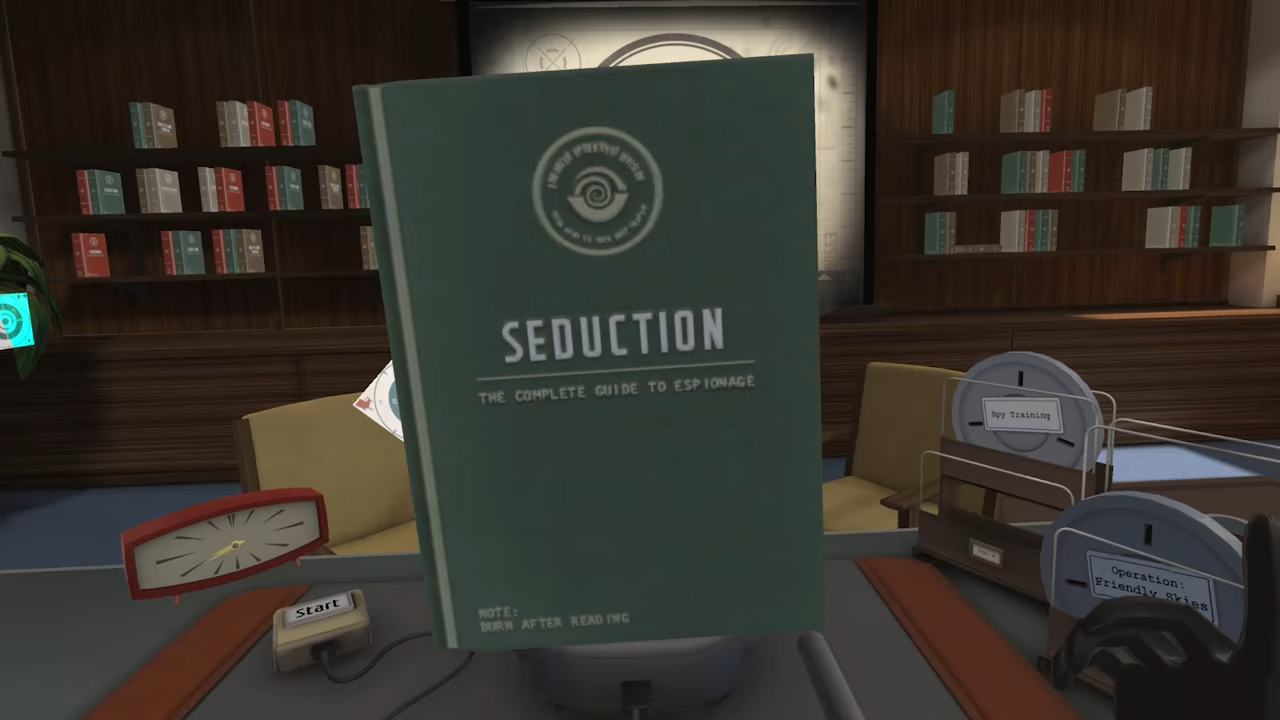 SEDUCTION
THE COMPLETE GUIDE TO ESPIONAGE
NOTE:
BURN AFTER READING
Start
Spy Training
Operation:
Friendly Skies